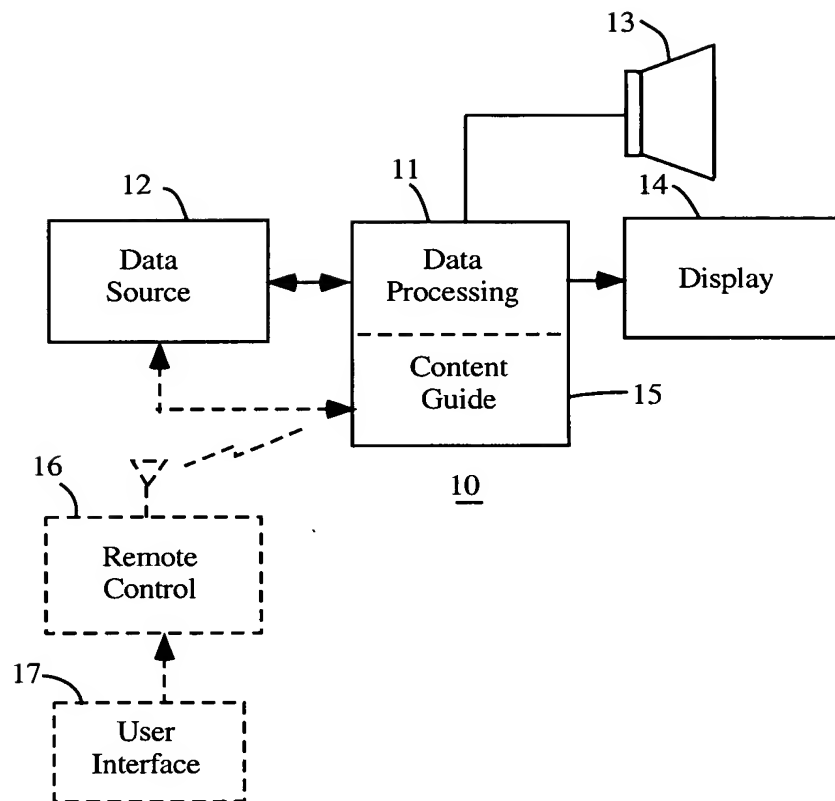 13
11
12
14
Data
Source
Data
Processing
Display
Content
Guide
15
10
16
Remote
Control
17
User
Interface